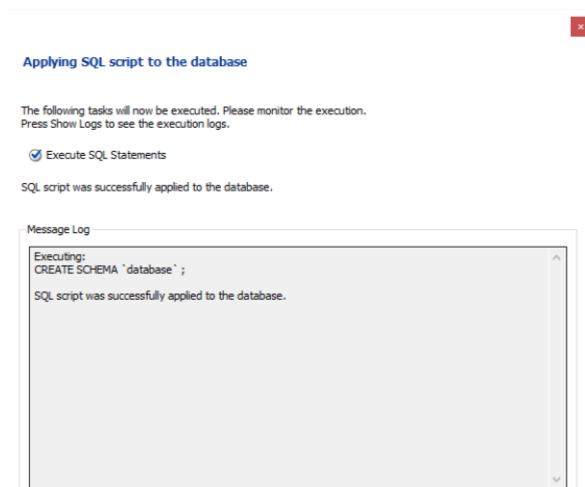 Applying SQL script to the database
The following tasks will now be executed. Please monitor the execution.
Press Show Logs to see the execution logs.
Execute SQL Statements
SQL script was successfully applied to the database.
Message Log
Executing:
CREATE SCHEMA `database` ;
SQL script was successfully applied to the database.